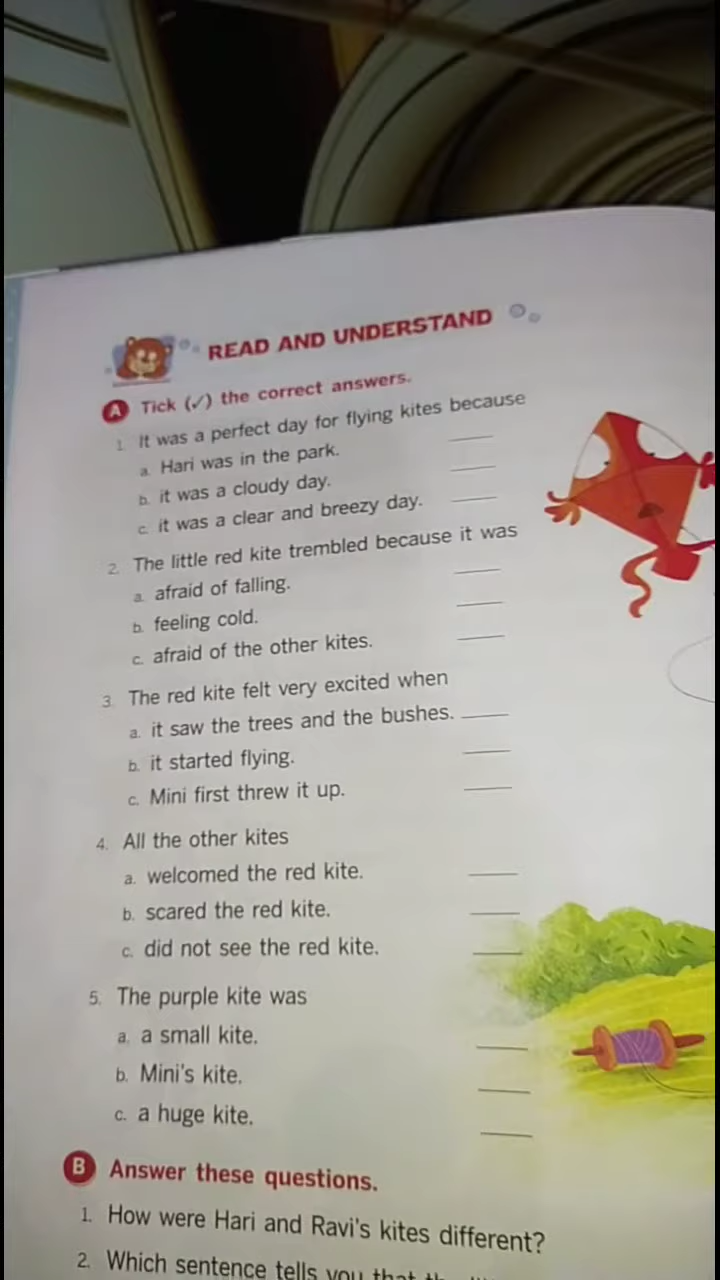 READ AND UNDERSTAND
A Tick (✓) the correct answers.
1. It was a perfect day for flying kites because
a. Hari was in the park.
b. it was a cloudy day.
c. it was a clear and breezy day.
2. The little red kite trembled because it was
a. afraid of falling.
b. feeling cold.
c. afraid of the other kites.
3. The red kite felt very excited when
a. it saw the trees and the bushes.
b. it started flying.
c. Mini first threw it up.
4. All the other kites
a. welcomed the red kite.
b. scared the red kite.
c. did not see the red kite.
5. The purple kite was
a. a small kite.
b. Mini's kite.
c. a huge kite.
B Answer these questions.
1. How were Hari and Ravi's kites different?
2. Which sentence tells you that